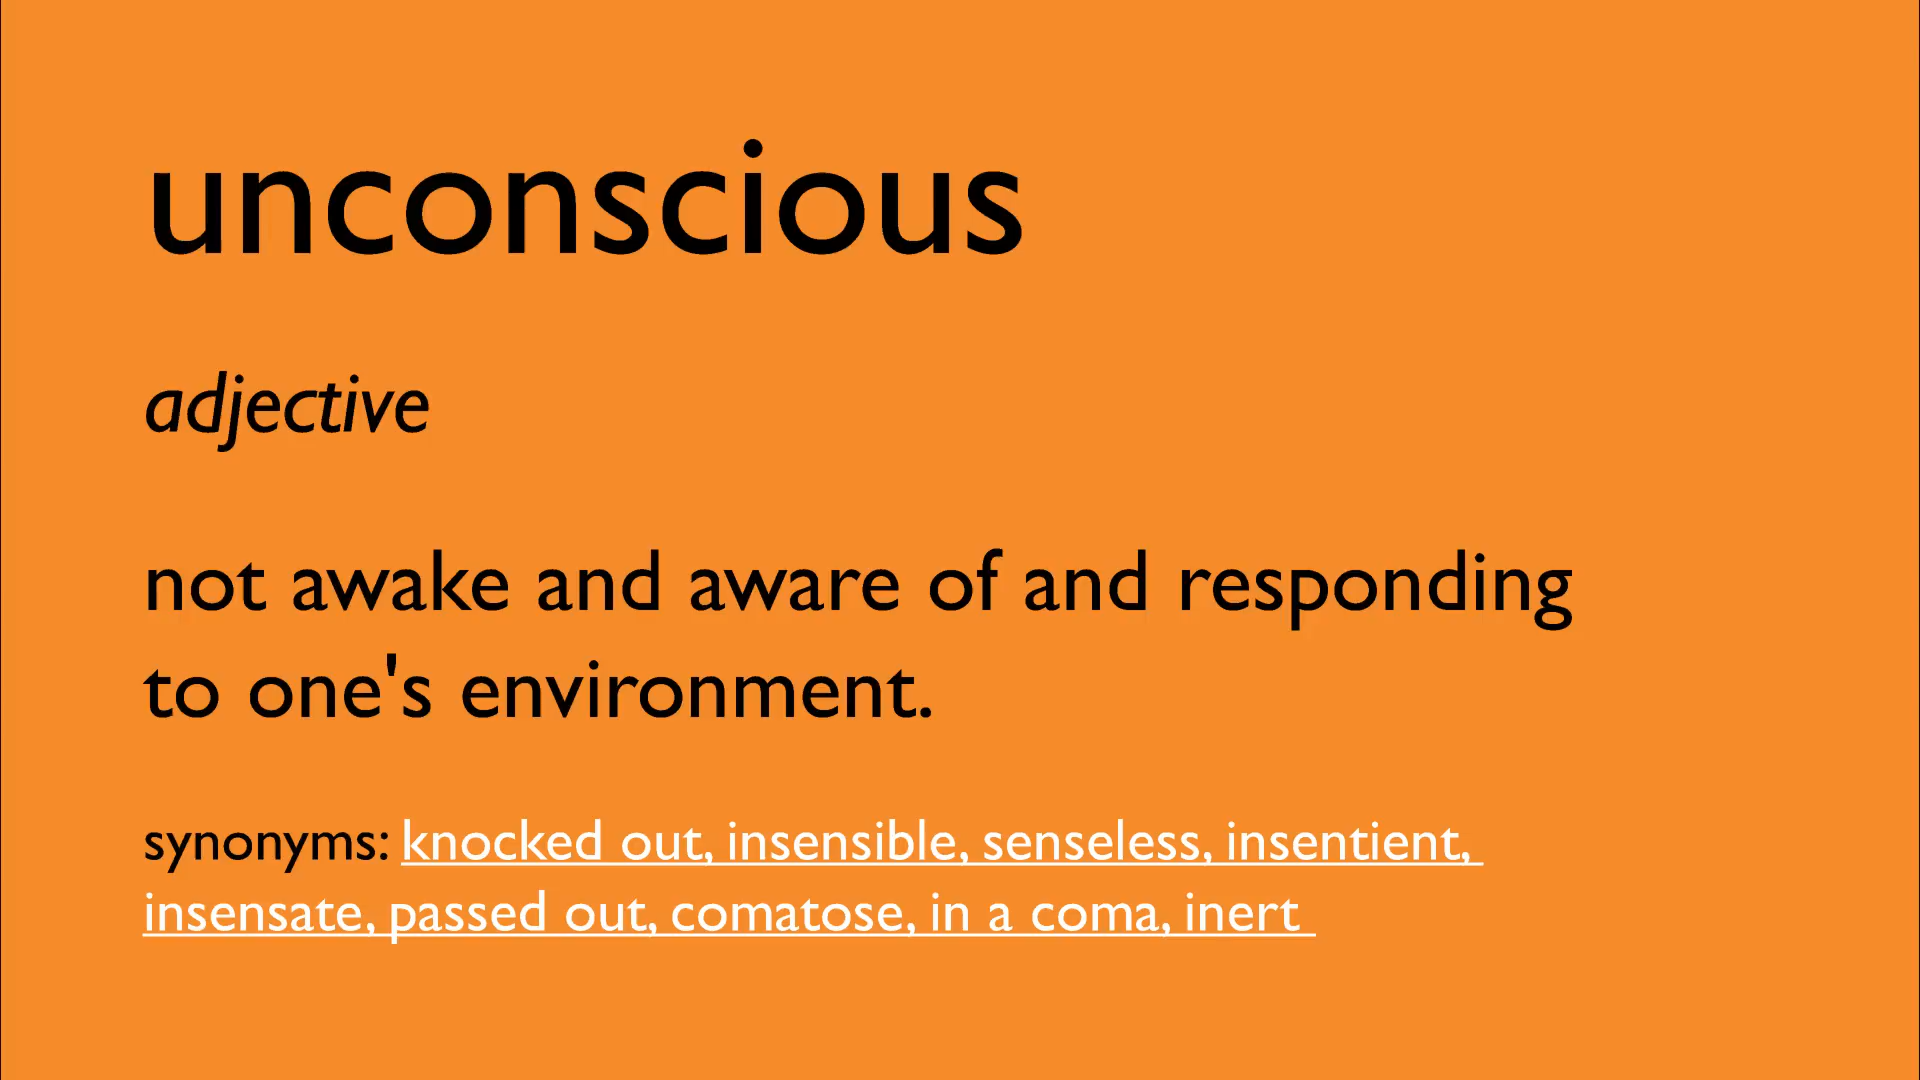 unconscious
adjective
not awake and aware of and responding
to one's environment.
synonyms: knocked out, insensible, senseless, insentient,
insensate, passed out, comatose, in a coma, inert